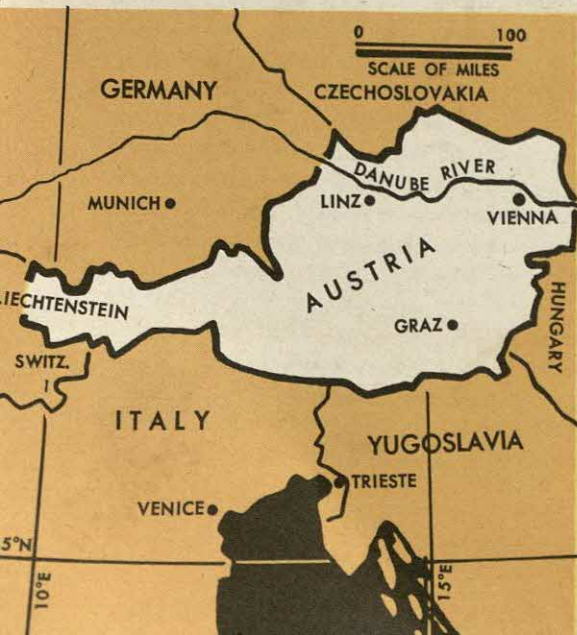 0 100
SCALE OF MILES
GERMANY
CZECHOSLOVAKIA
DANUBE RIVER
MUNICH
LINZ
VIENNA
AUSTRIA
LIECHTENSTEIN
GRAZ
HUNGARY
SWITZ.
ITALY
YUGOSLAVIA
TRIESTE
VENICE
5°N
10°E
15°E